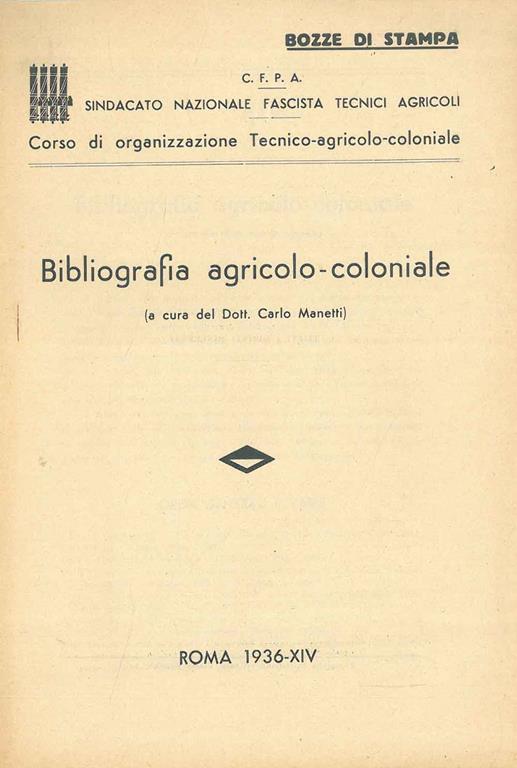 BOZZE DI STAMPA
C. F. P. A.
SINDACATO NAZIONALE FASCISTA TECNICI AGRICOLI
Corso di organizzazione Tecnico-agricolo-coloniale
Bibliografia agricolo-coloniale
(a cura del Dott. Carlo Manetti)
ROMA 1936-XIV